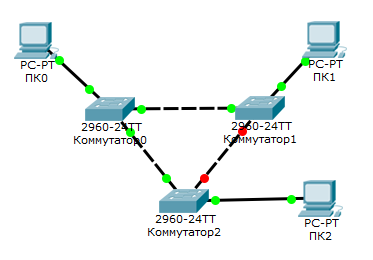 PC-PT
ПК0
PC-PT
ПК1
2960-24TT
Коммутатор0
2960-24TT
Коммутатор1
2960-24TT
Коммутатор2
PC-PT
ПК2